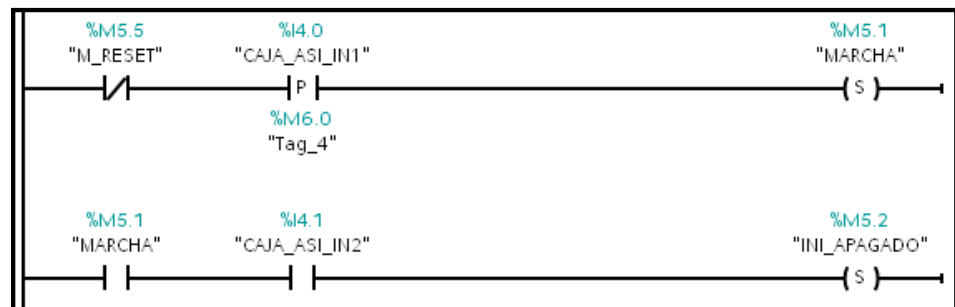 %M5.5 %I4.0 %M5.1
"M_RESET" "CAJA_ASI_IN1" "MARCHA"
P S
%M6.0
"Tag_4"
%M5.1 %I4.1 %M5.2
"MARCHA" "CAJA_ASI_IN2" "INI_APAGADO"
S